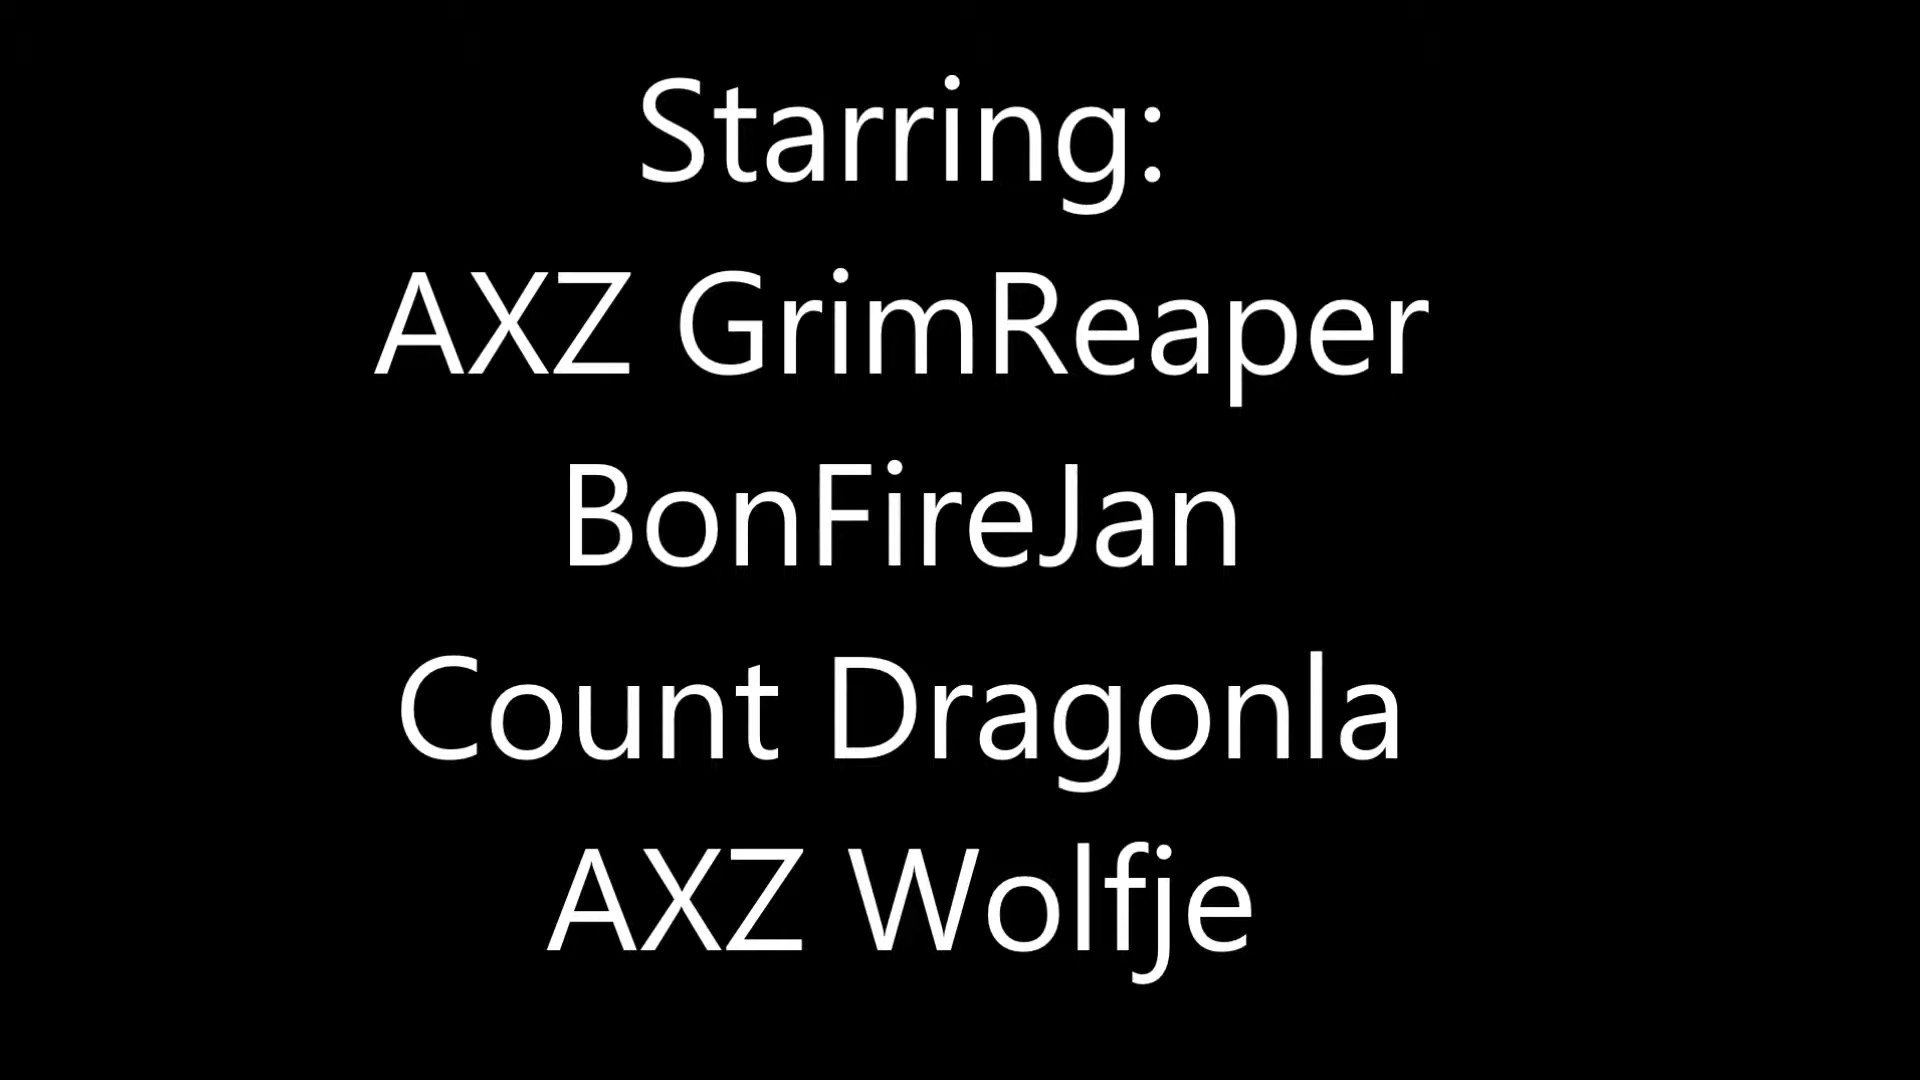 Starring:
AXZ GrimReaper
BonFireJan
Count Dragonla
AXZ Wolfje